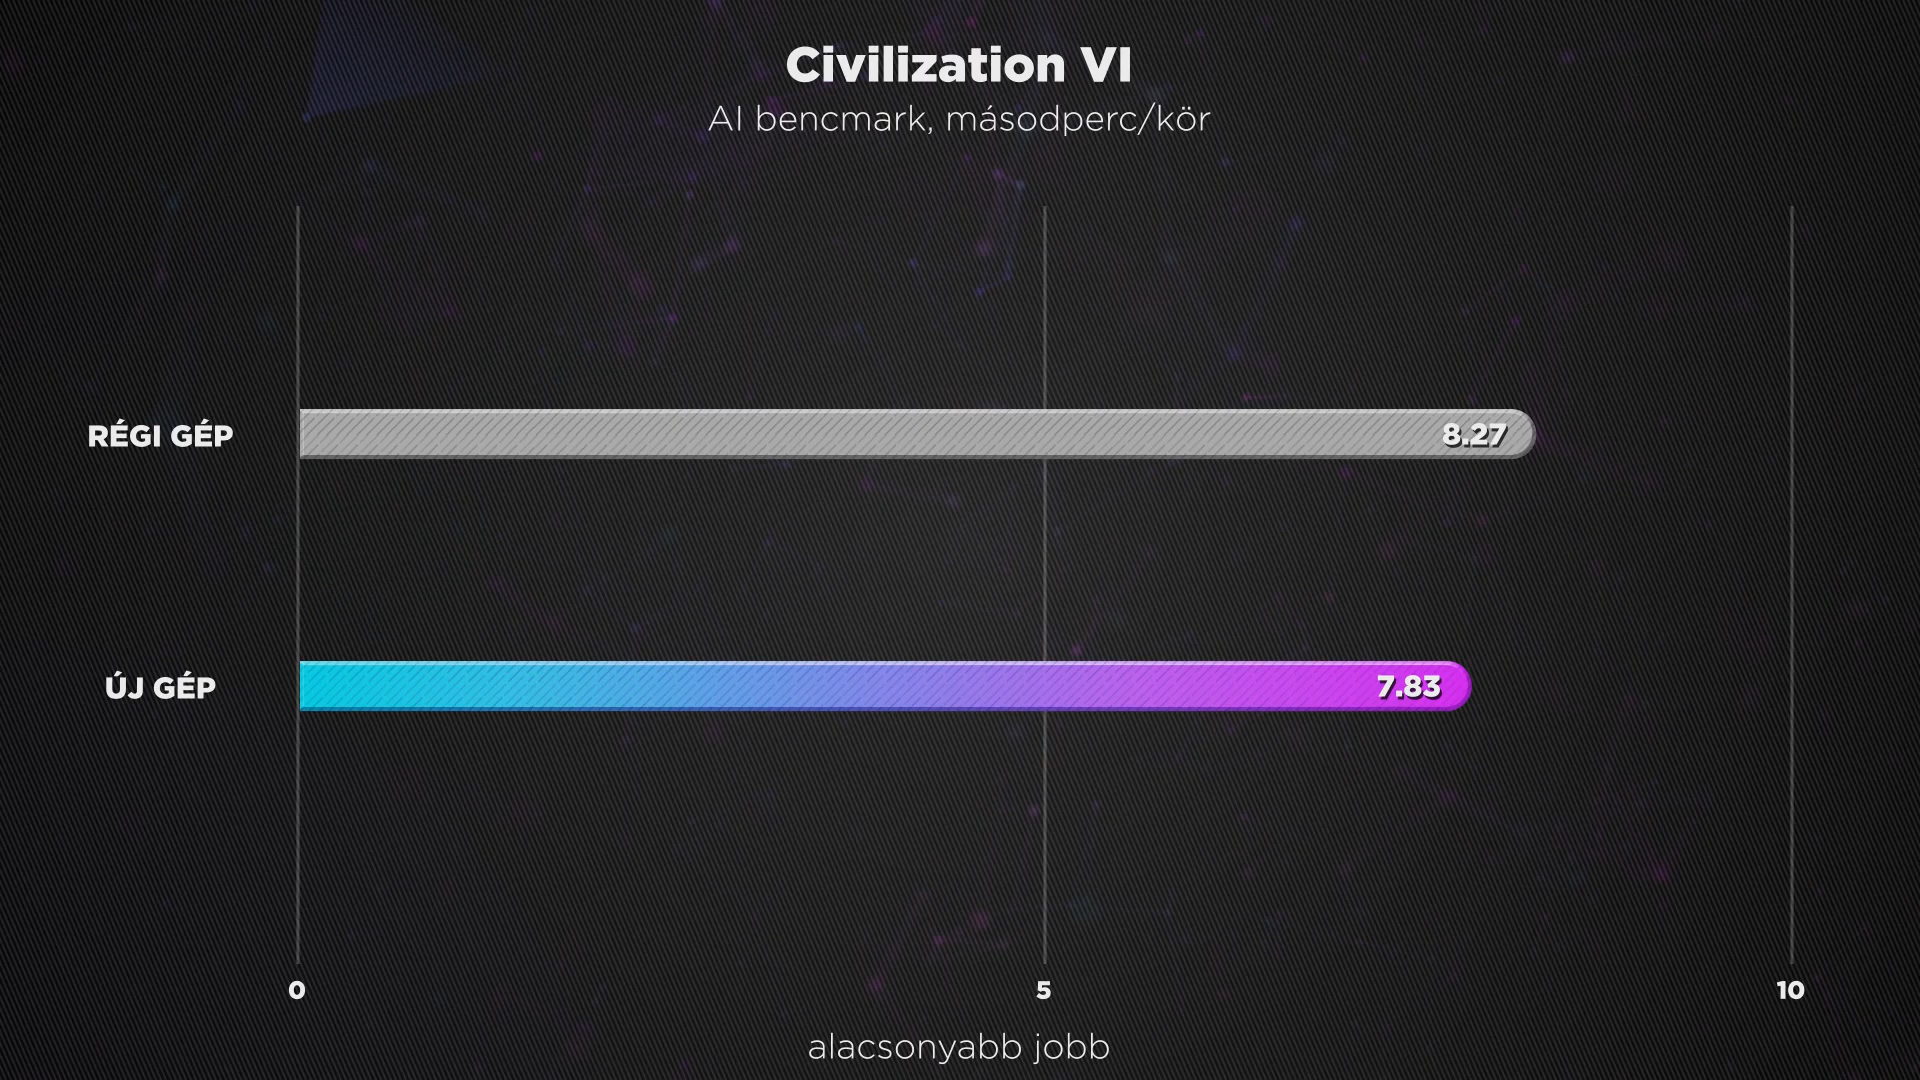 Civilization VI
AI bencmark, másodperc/kör
RÉGI GÉP
8.27
ÚJ GÉP
7.83
0
5
10
alacsonyabb jobb